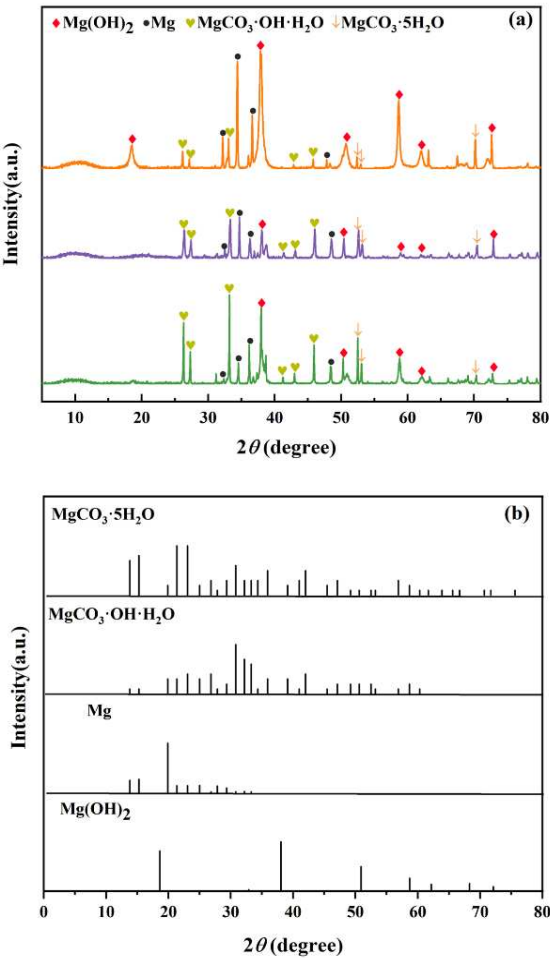 (a)
Mg(OH)₂ Mg MgCO₃·OH·H₂O MgCO₃·5H₂O
Intensity(a.u.)
10 20 30 40 50 60 70 80
2θ (degree)
(b)
MgCO₃·5H₂O
MgCO₃·OH·H₂O
Mg
Mg(OH)₂
Intensity(a.u.)
0 10 20 30 40 50 60 70 80
2θ (degree)